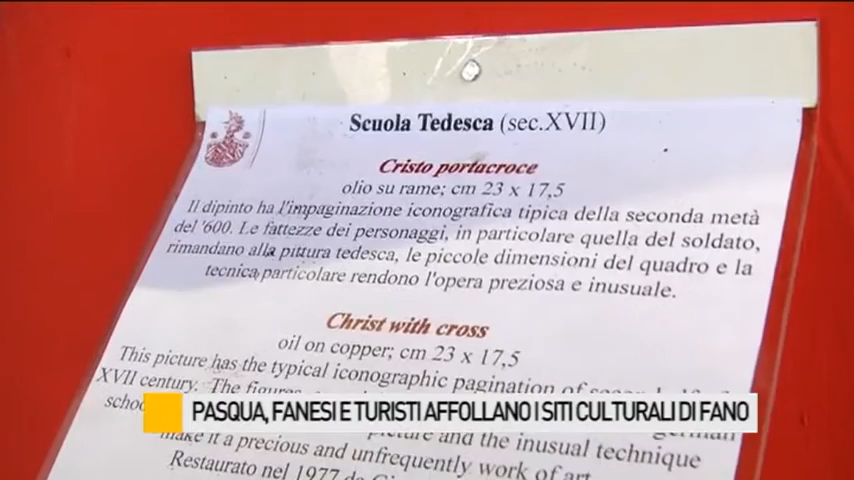 Scuola Tedesca (sec.XVII)
Cristo portacroce
olio su rame; cm 23 x 17,5
Il dipinto ha l'impaginazione iconografica tipica della seconda metà
del '600. Le fattezze dei personaggi, in particolare quella del soldato,
rimandano alla pittura tedesca, le piccole dimensioni del quadro e la
tecnica particolare rendono l'opera preziosa e inusuale.
Christ with cross
oil on copper; cm 23 x 17,5
This picture has the typical iconographic pagination of
XVII century. The figures
PASQUA, FANESI E TURISTI AFFOLLANO I SITI CULTURALI DI FANO
picture and the inusual technique
make it a precious and unfrequently work of art.
Restaurato nel 1977 da